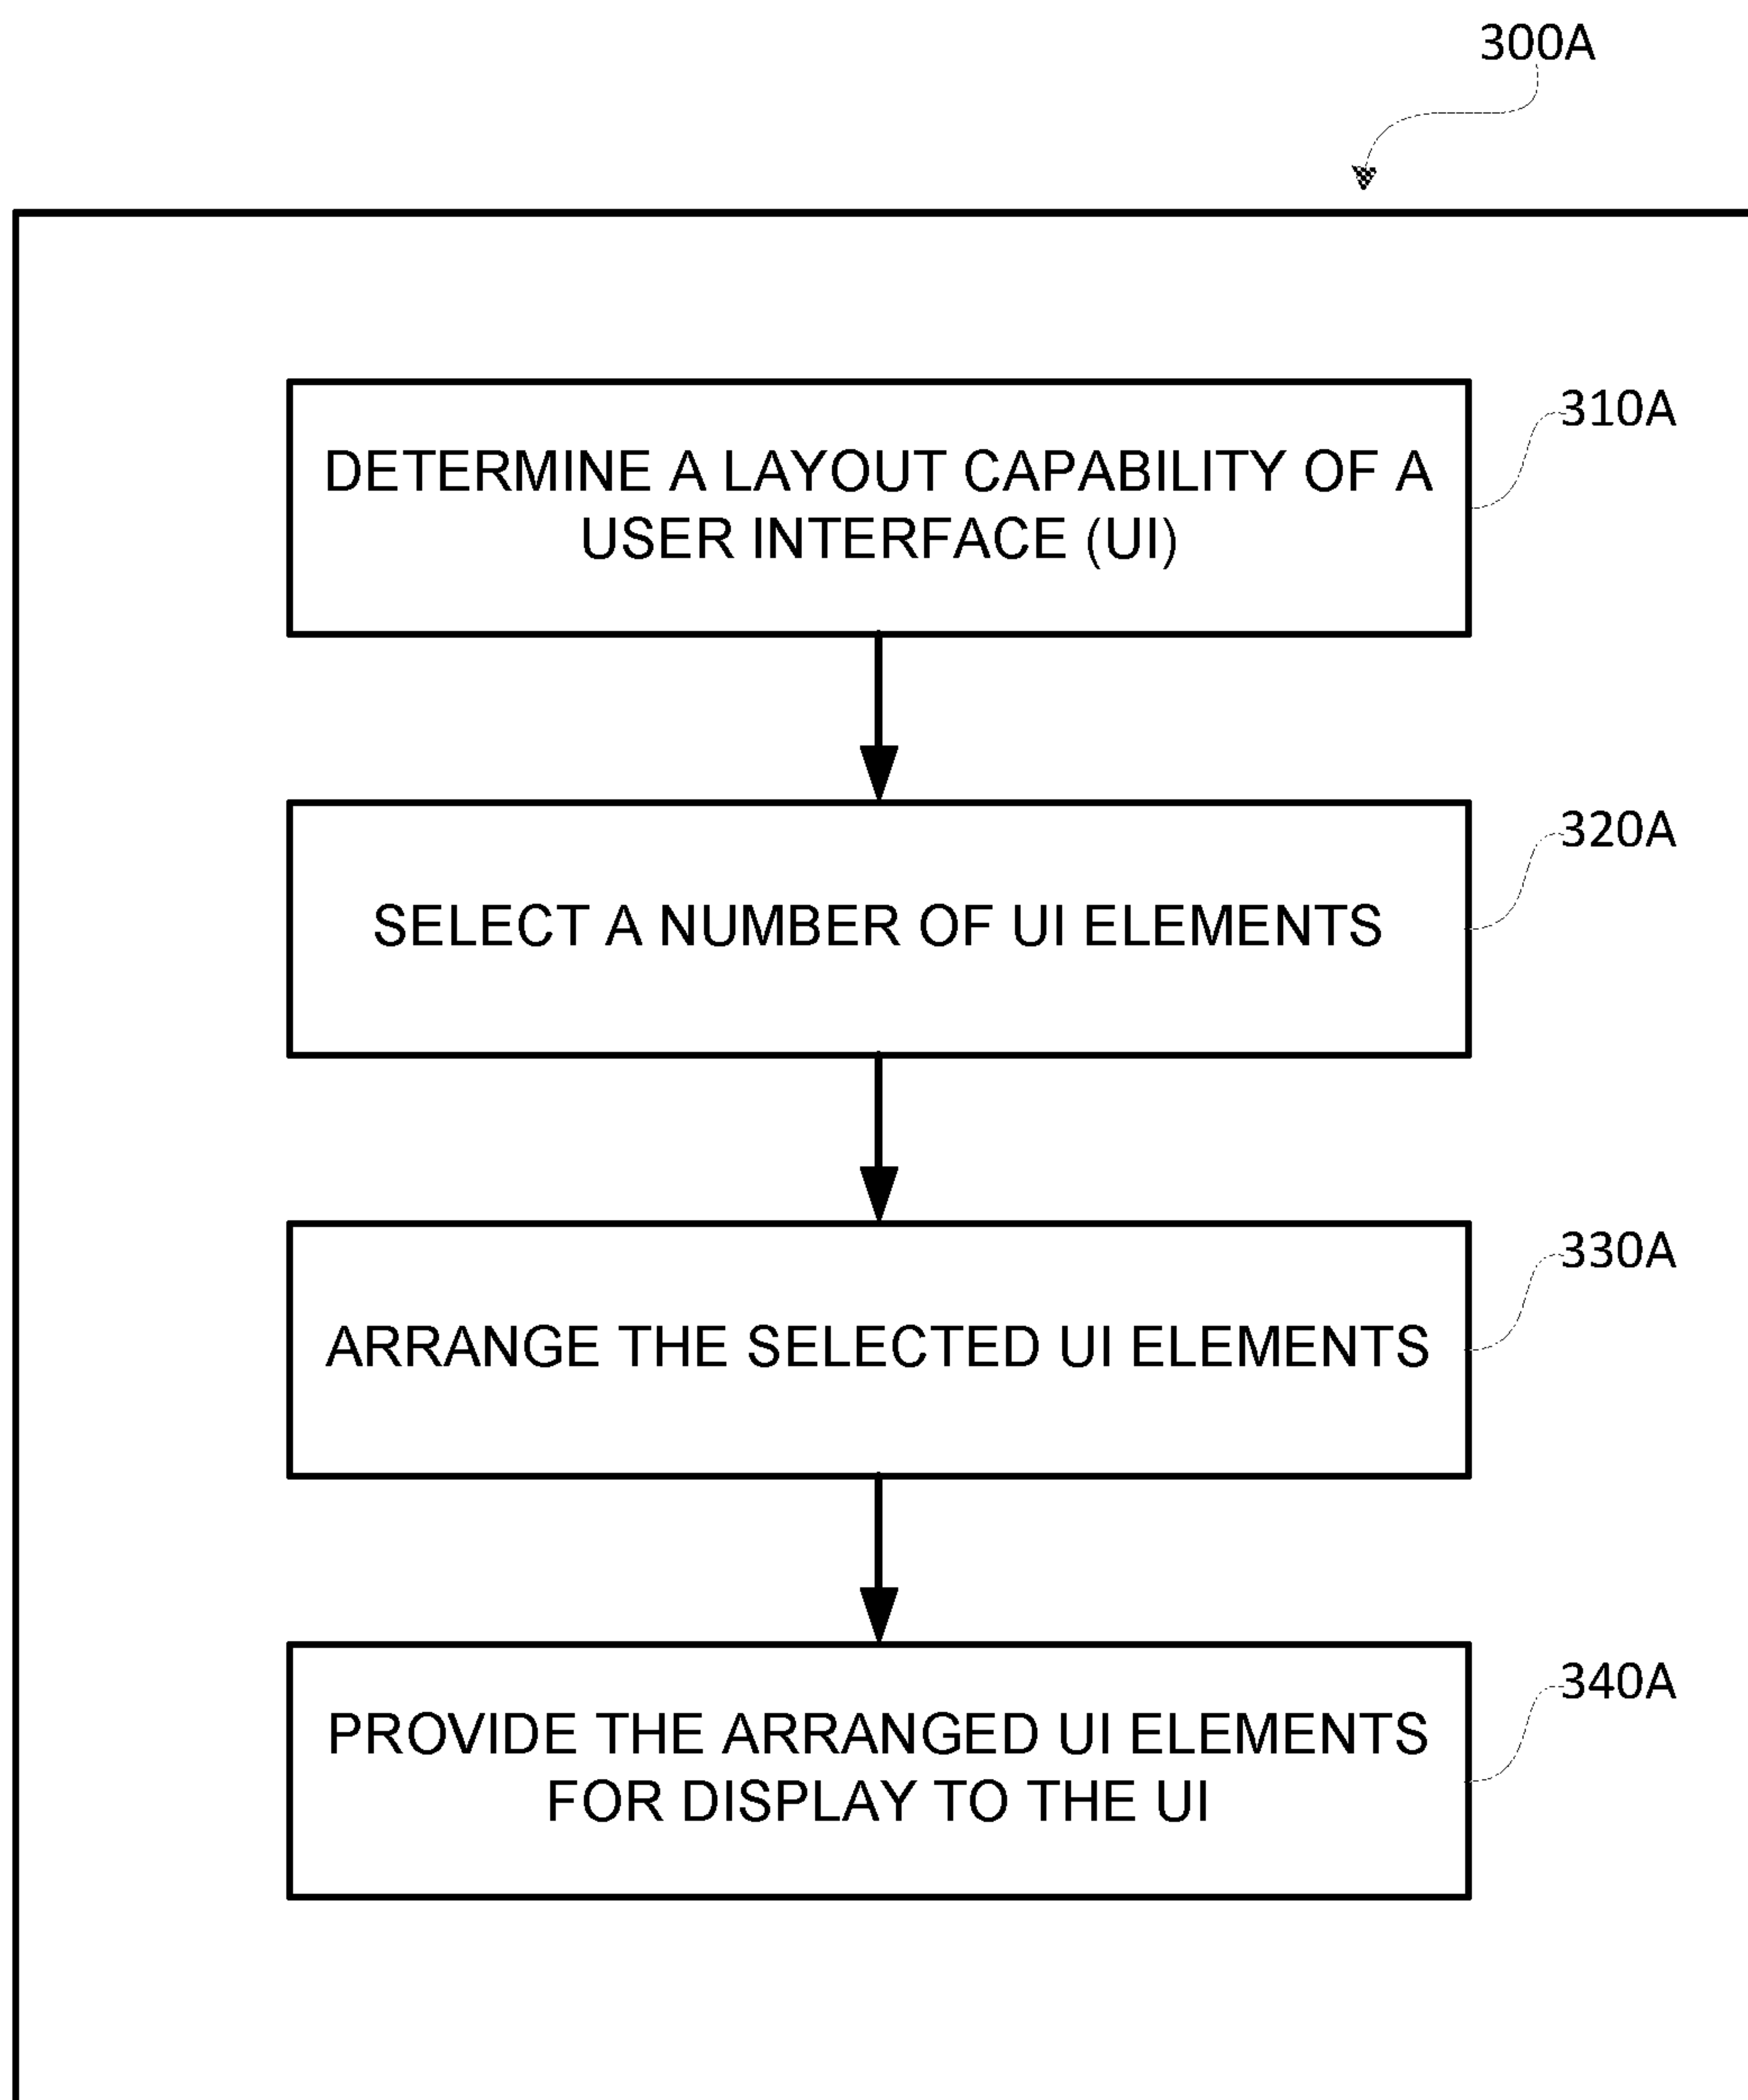 300A
310A
DETERMINE A LAYOUT CAPABILITY OF A
USER INTERFACE (UI)
320A
SELECT A NUMBER OF UI ELEMENTS
330A
ARRANGE THE SELECTED UI ELEMENTS
340A
PROVIDE THE ARRANGED UI ELEMENTS
FOR DISPLAY TO THE UI